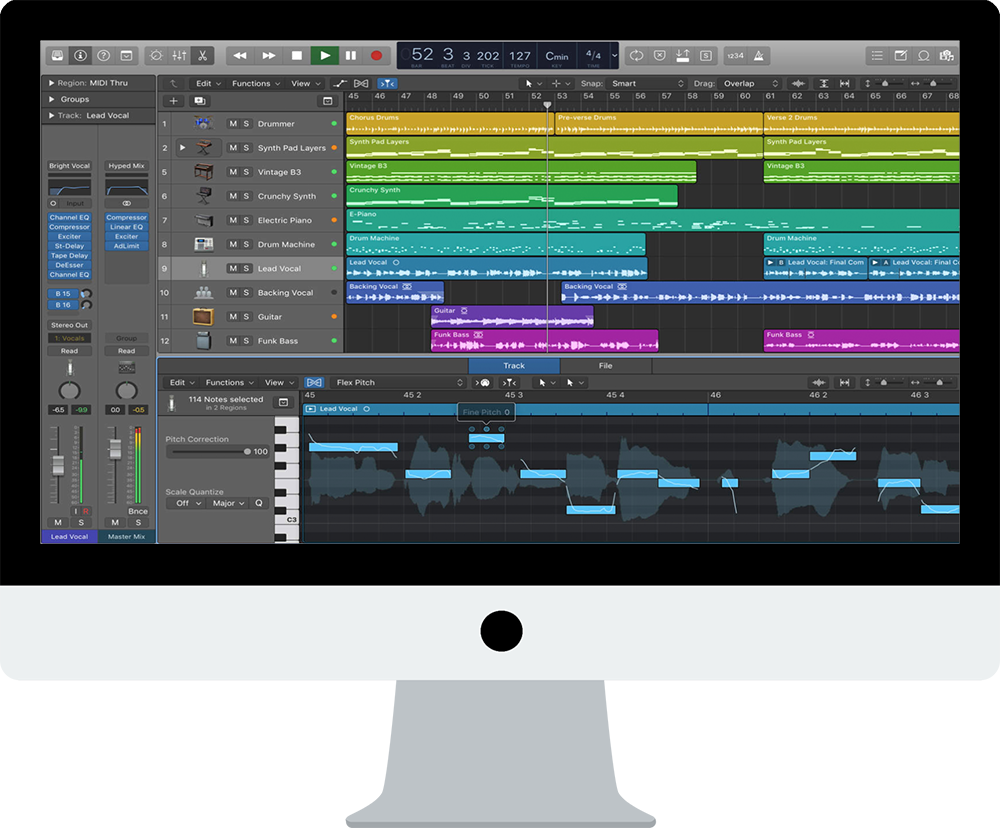 52 3 3 202 127 Cmin 4/4
BAR BEAT DIV TICK TEMPO KEY TIME
1234
Region: MIDI Thru
Edit Functions View Snap: Smart Drag: Overlap
Groups
45 46 47 48 49 50 51 52 53 54 55 56 57 58 59 60 61 62 63 64 65 66 67 68
Track: Lead Vocal
1 M S Drummer
Chorus Drums Pre-verse Drums Verse 2 Drums
2 M S Synth Pad Layers
Synth Pad Layers Synth Pad Layers
5 M S Vintage B3
Vintage B3 Vintage B3
6 M S Crunchy Synth
Crunchy Synth
7 M S Electric Piano
E-Piano
8 M S Drum Machine
Drum Machine Drum Machine
9 M S Lead Vocal
Lead Vocal B Lead Vocal: Final Com A Lead Vocal: Final Co
10 M S Backing Vocal
Backing Vocal Backing Vocal
11 M S Guitar
Guitar
12 M S Funk Bass
Funk Bass Funk Bass
Bright Vocal Hyped Mix
Input
Channel EQ Compressor
Compressor Linear EQ
Exciter Exciter
St-Delay AdLimit
Tape Delay
DeEsser
Channel EQ
B 15
B 16
Stereo Out
1: Vocals Group
Read Read
-6.5 -9.9 0.0 -0.5
I R Bnce
M S M S
Lead Vocal Master Mix
Track File
Edit Functions View Flex Pitch
45 45 2 45 3 45 4 46 46 2 46 3
114 Notes selected
in 2 Regions
Lead Vocal
Fine Pitch 0
Pitch Correction
100
Scale Quantize
Off Major Q
C3